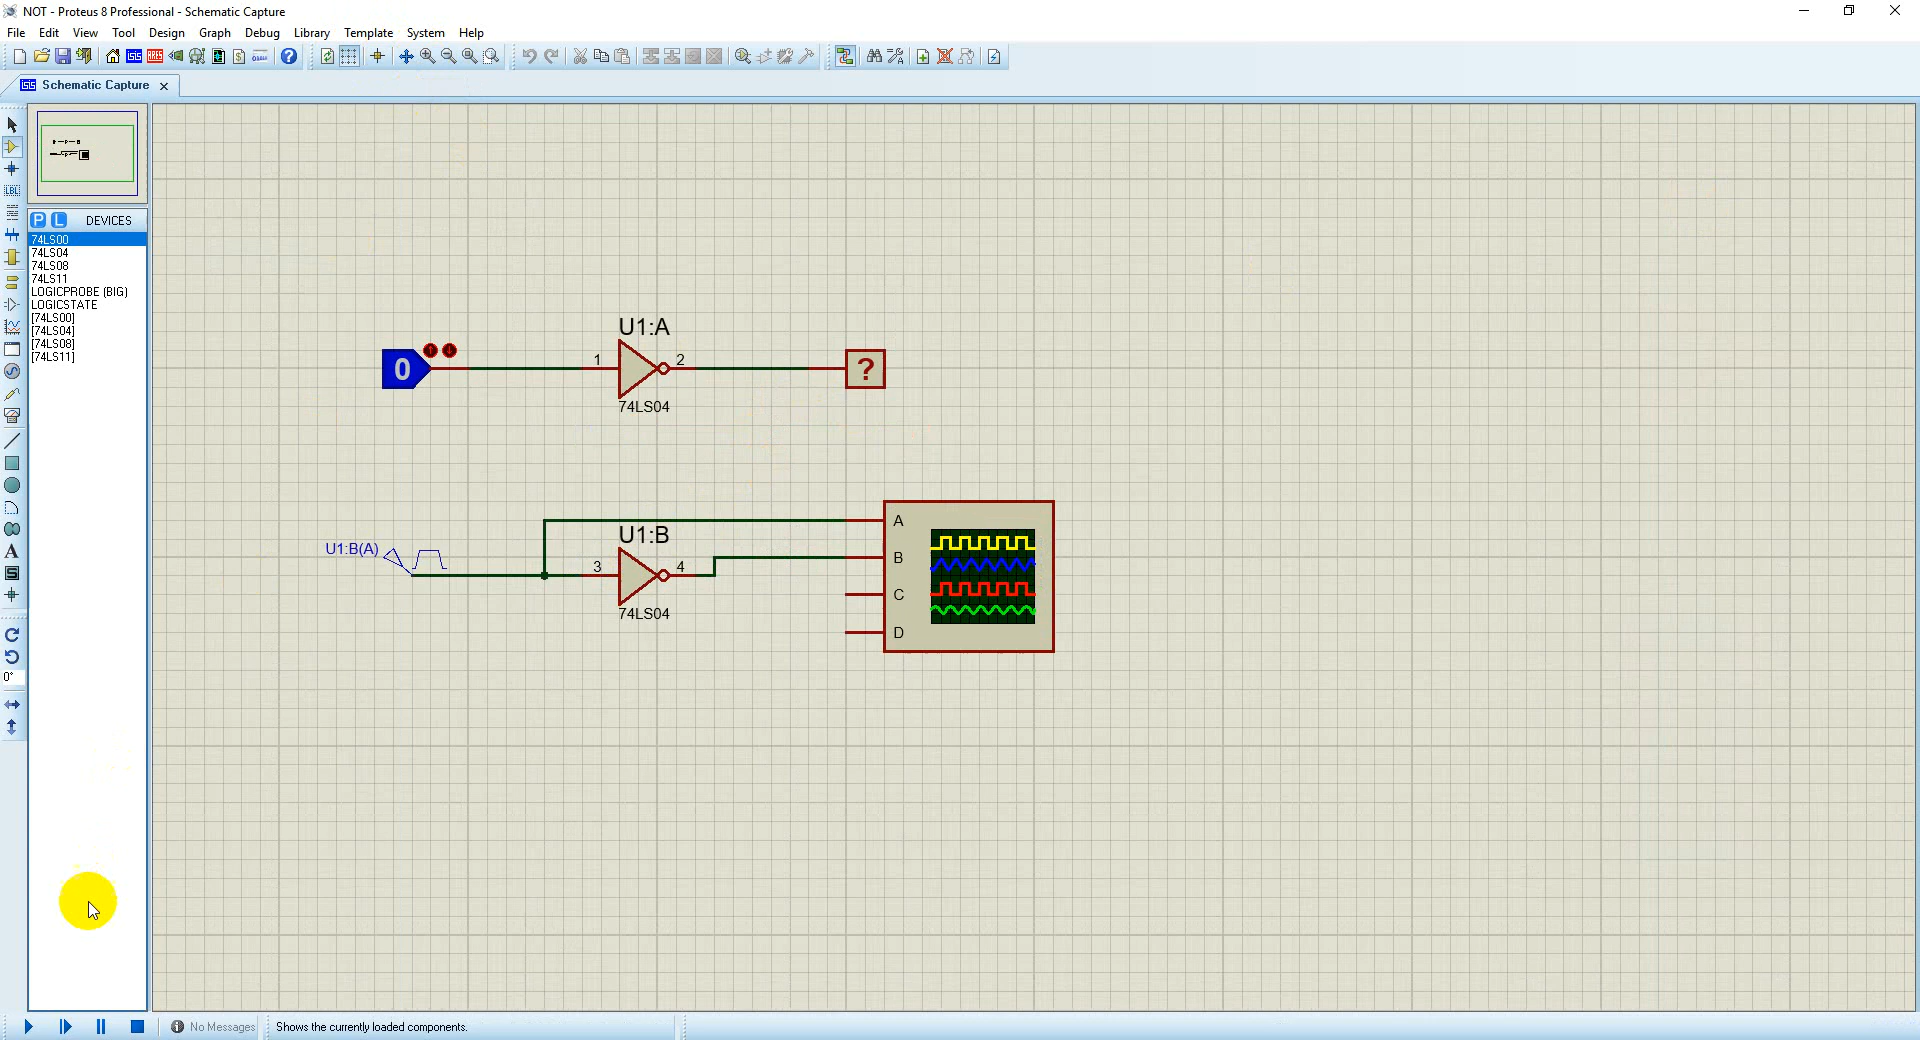 NOT - Proteus 8 Professional - Schematic Capture
File Edit View Tool Design Graph Debug Library Template System Help
Schematic Capture
P L DEVICES
74LS00
74LS04
74LS08
74LS11
LOGICPROBE (BIG)
LOGICSTATE
[74LS00]
[74LS04]
[74LS08]
[74LS11]
LBL
A
S
0°
U1:A
0 1 2 ?
74LS04
A
U1:B
U1:B(A)
B
3 4
C
74LS04
D
No Messages
Shows the currently loaded components.